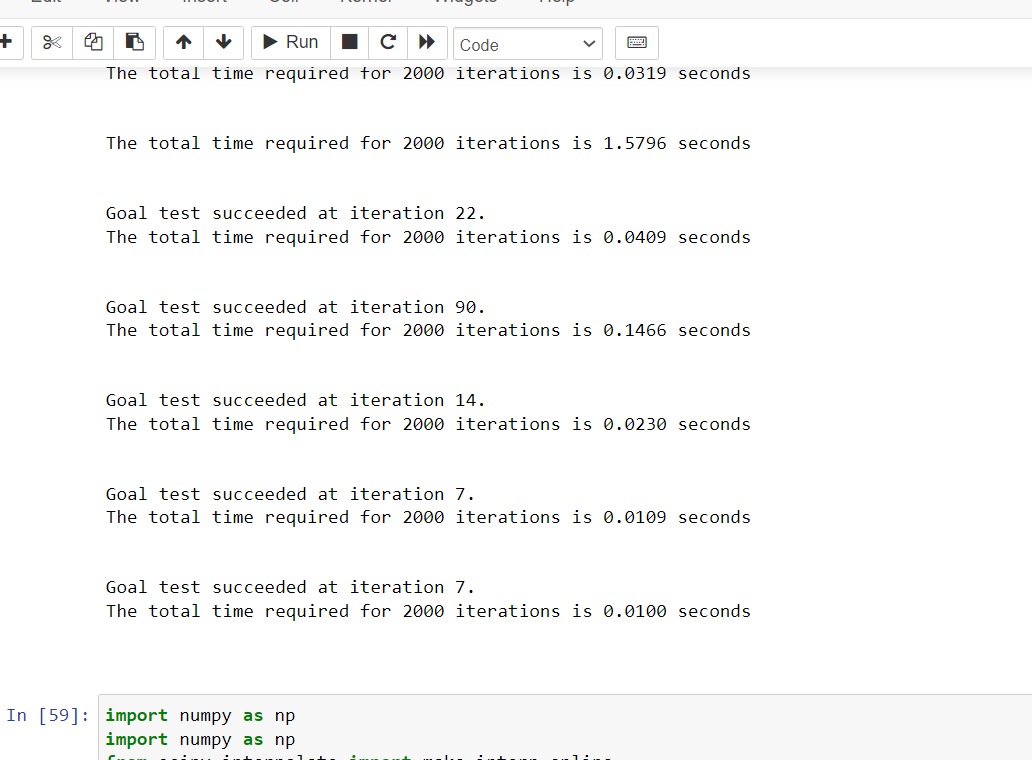 Run
Code
The total time required for 2000 iterations is 0.0319 seconds
The total time required for 2000 iterations is 1.5796 seconds
Goal test succeeded at iteration 22.
The total time required for 2000 iterations is 0.0409 seconds
Goal test succeeded at iteration 90.
The total time required for 2000 iterations is 0.1466 seconds
Goal test succeeded at iteration 14.
The total time required for 2000 iterations is 0.0230 seconds
Goal test succeeded at iteration 7.
The total time required for 2000 iterations is 0.0109 seconds
Goal test succeeded at iteration 7.
The total time required for 2000 iterations is 0.0100 seconds
In [59]: import numpy as np
import numpy as np